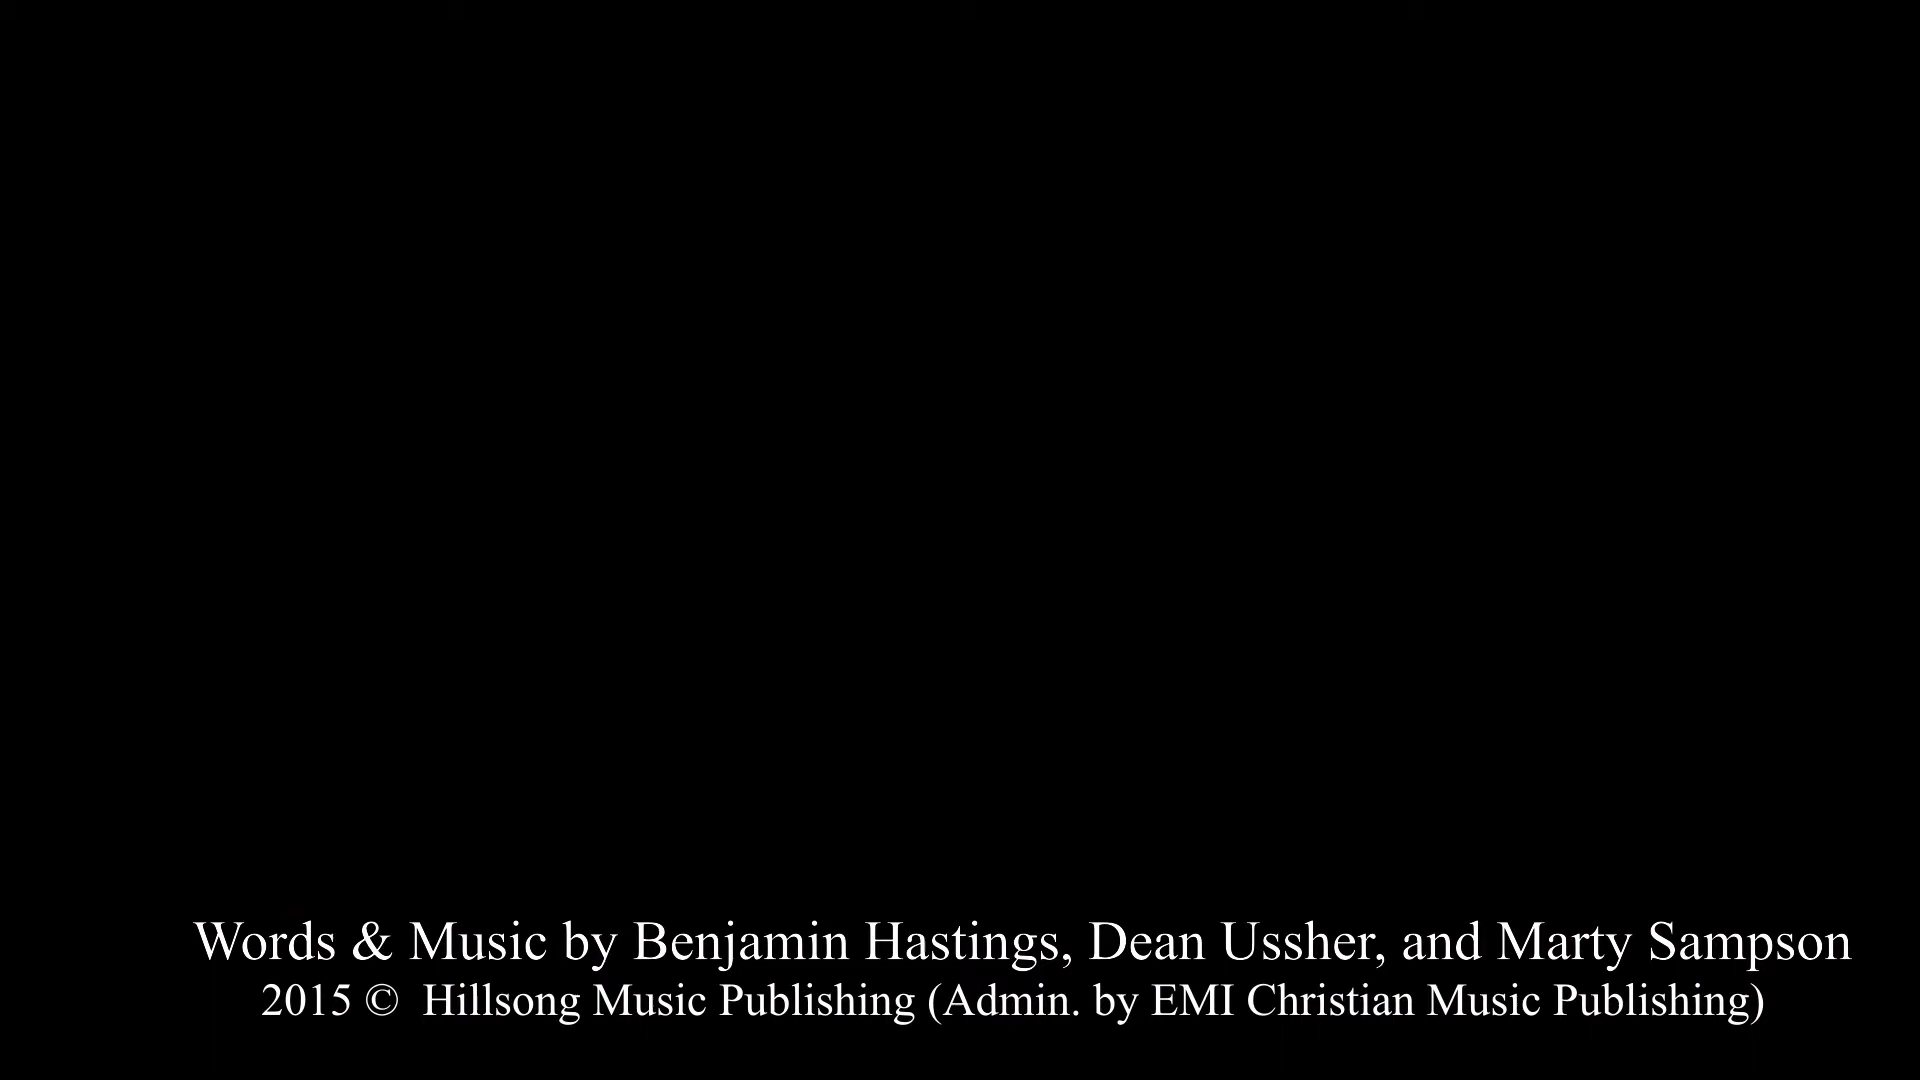 Words & Music by Benjamin Hastings, Dean Ussher, and Marty Sampson
2015 © Hillsong Music Publishing (Admin. by EMI Christian Music Publishing)